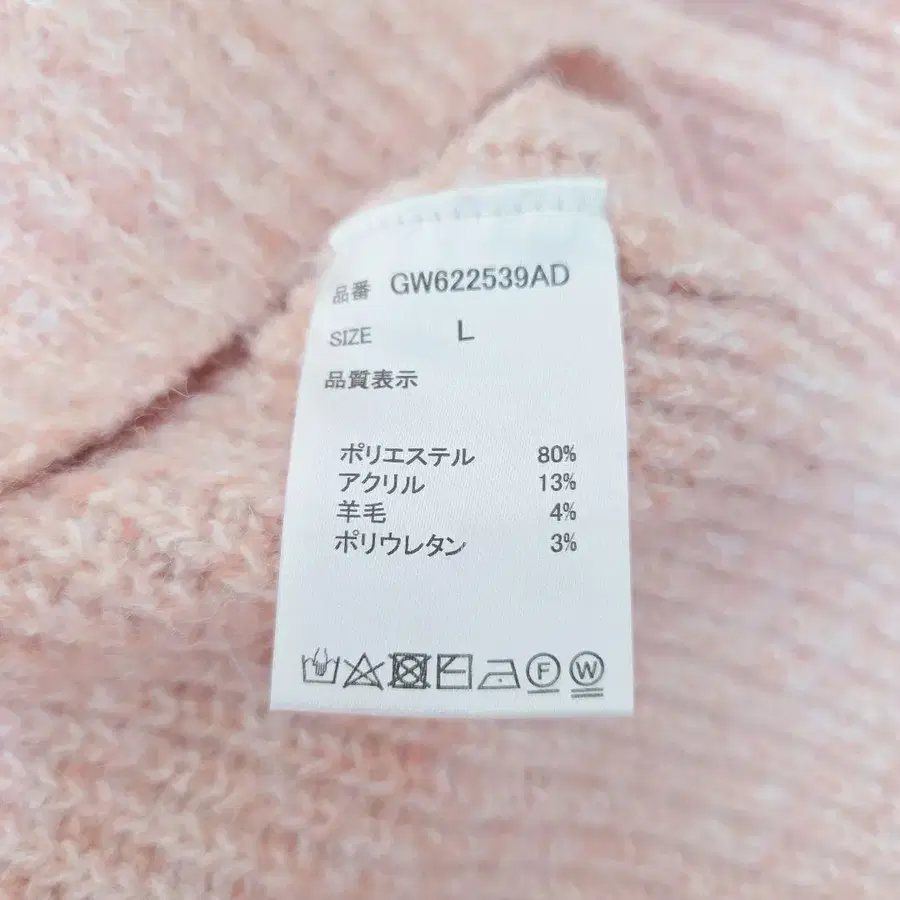 品番 GW622539AD
SIZE L
品質表示
ポリエステル 80%
アクリル 13%
羊毛 4%
ポリウレタン 3%
F W